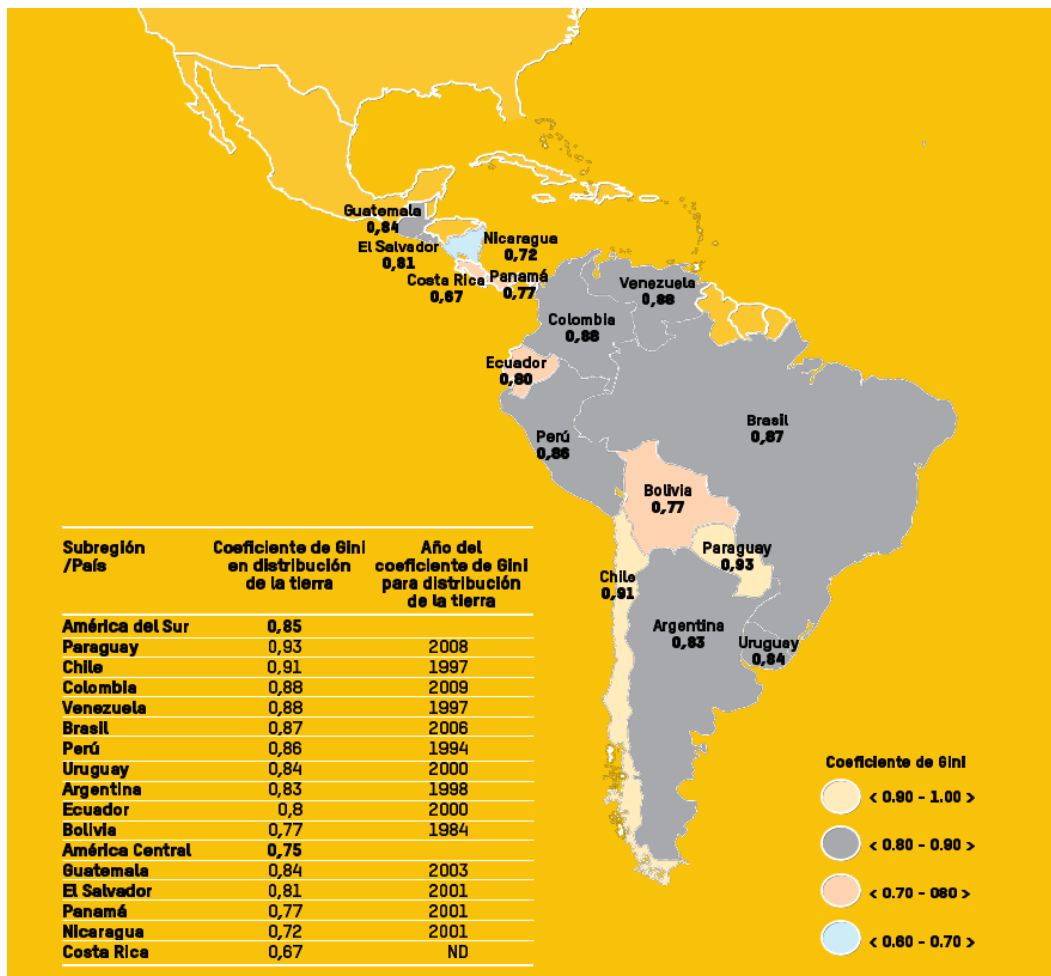 Guatemala
0,84
El Salvador
0,81
Nicaragua
0,72
Costa Rica
0,67
Panamá
0,77
Venezuela
0,88
Colombia
0,88
Ecuador
0,80
Brasil
0,87
Perú
0,86
Bolivia
0,77
Paraguay
0,93
Chile
0,91
Argentina
0,83
Uruguay
0,84
Subregión /País Coeficiente de Gini en distribución de la tierra Año del coeficiente de Gini para distribución de la tierra
América del Sur 0,85
Paraguay 0,93 2008
Chile 0,91 1997
Colombia 0,88 2009
Venezuela 0,88 1997
Brasil 0,87 2006
Perú 0,86 1994
Uruguay 0,84 2000
Argentina 0,83 1998
Ecuador 0,8 2000
Bolivia 0,77 1984
América Central 0,75
Guatemala 0,84 2003
El Salvador 0,81 2001
Panamá 0,77 2001
Nicaragua 0,72 2001
Costa Rica 0,67 ND
Coeficiente de Gini
< 0.90 - 1.00 >
< 0.80 - 0.90 >
< 0.70 - 080 >
< 0.60 - 0.70 >